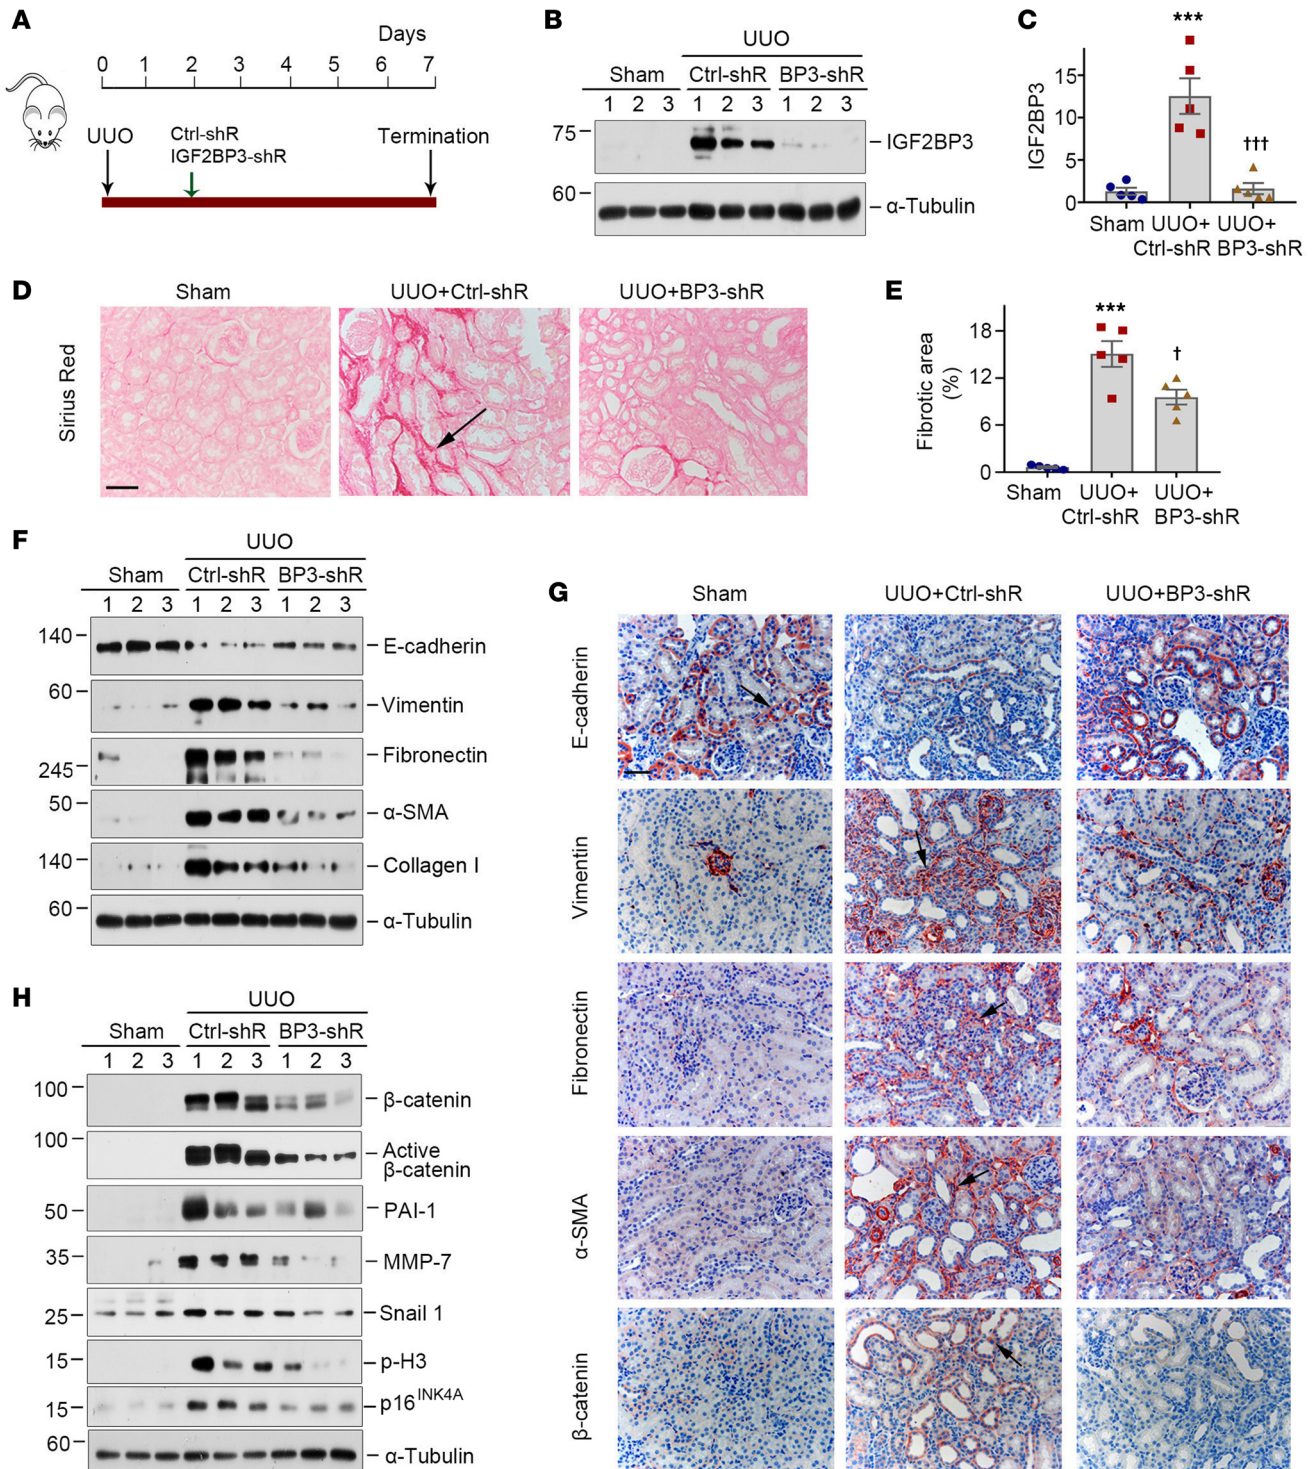 A
Days
0 1 2 3 4 5 6 7
UUO
Ctrl-shR
IGF2BP3-shR
Termination
B
UUO
Sham Ctrl-shR BP3-shR
1 2 3 1 2 3 1 2 3
75
IGF2BP3
60
α-Tubulin
C
IGF2BP3
15
10
5
0
***
†††
Sham UUO+ UUO+
Ctrl-shR BP3-shR
D
Sham UUO+Ctrl-shR UUO+BP3-shR
Sirius Red
E
Fibrotic area
(%)
18
12
6
0
***
†
Sham UUO+ UUO+
Ctrl-shR BP3-shR
F
UUO
Sham Ctrl-shR BP3-shR
1 2 3 1 2 3 1 2 3
140 E-cadherin
60 Vimentin
245 Fibronectin
50 α-SMA
140 Collagen I
60 α-Tubulin
G
Sham UUO+Ctrl-shR UUO+BP3-shR
E-cadherin
Vimentin
Fibronectin
α-SMA
β-catenin
H
UUO
Sham Ctrl-shR BP3-shR
1 2 3 1 2 3 1 2 3
100 β-catenin
100 Active
β-catenin
50 PAI-1
35 MMP-7
25 Snail 1
15 p-H3
15 p16INK4A
60 α-Tubulin